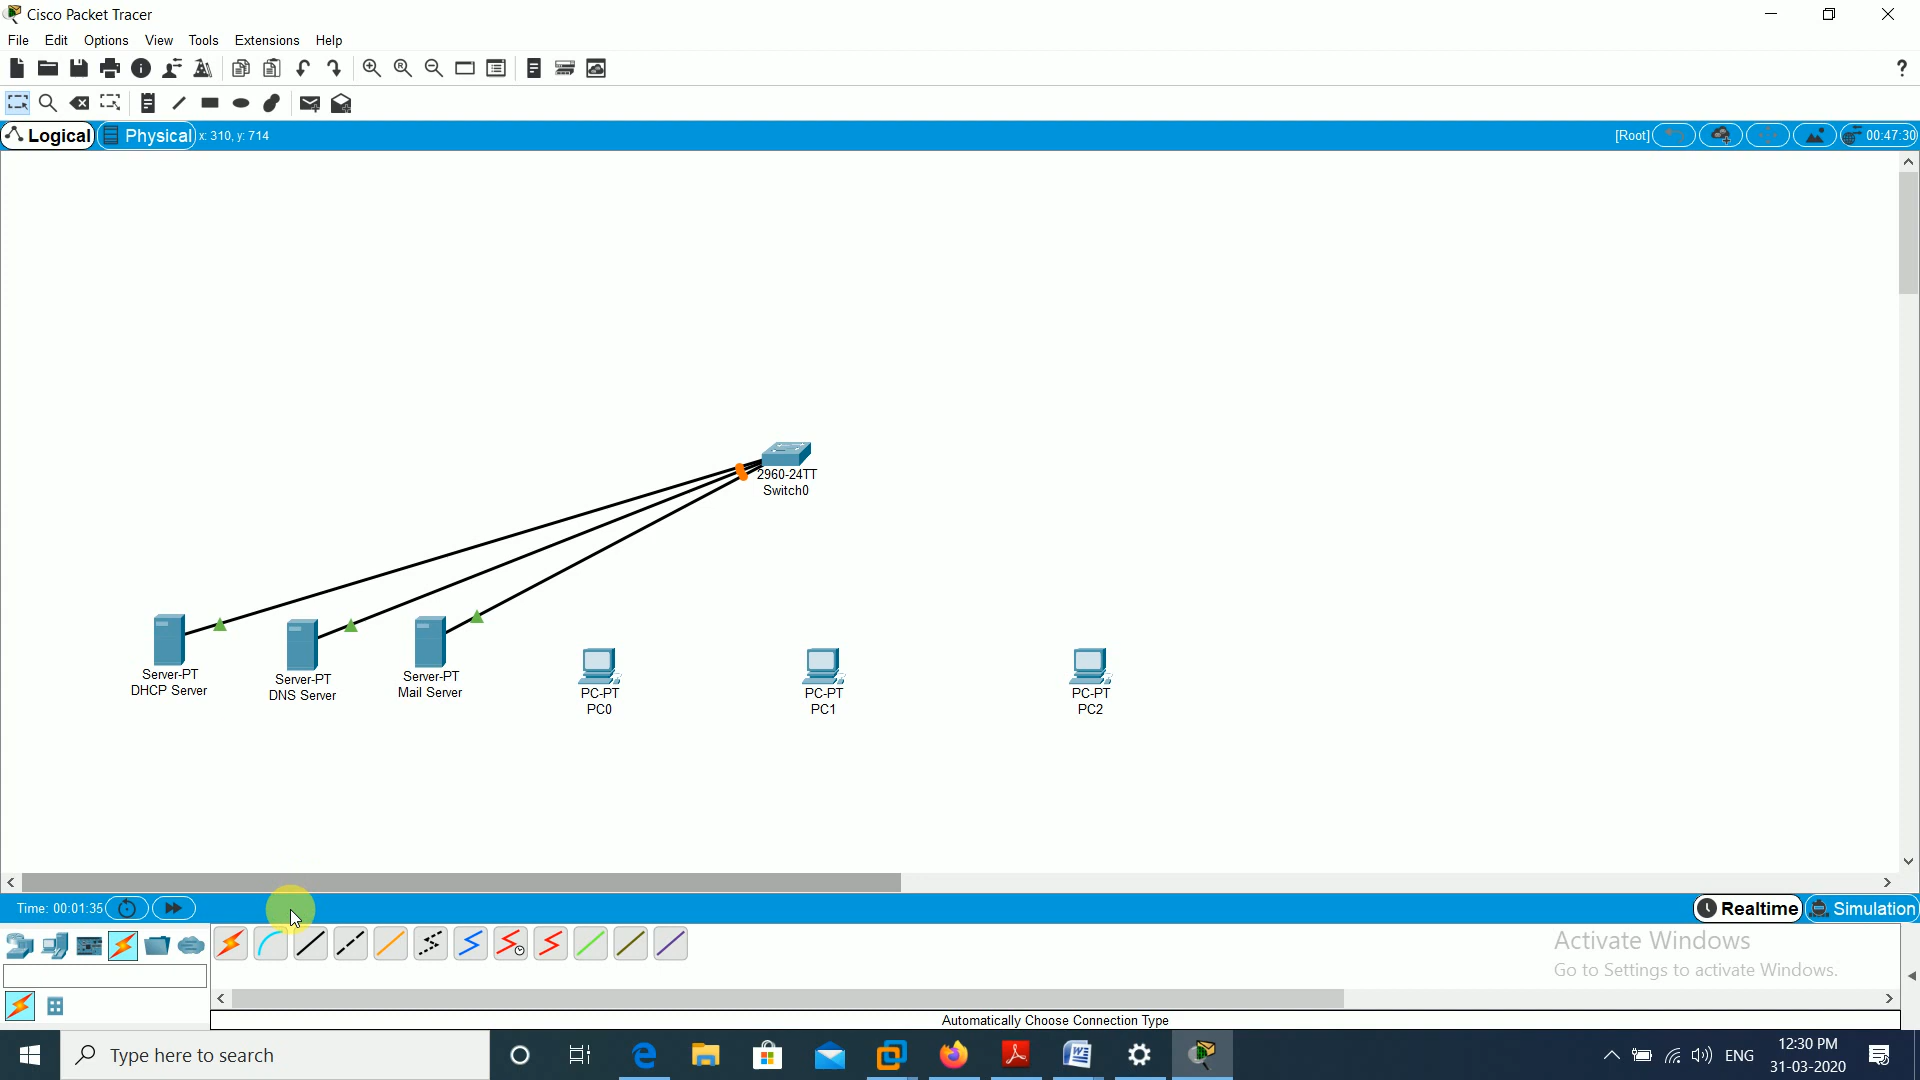 Cisco Packet Tracer
File Edit Options View Tools Extensions Help
?
Logical Physical x: 310, y: 714 [Root] 00:47:30
2960-24TT
Switch0
Server-PT
DHCP Server
Server-PT
DNS Server
Server-PT
Mail Server
PC-PT
PC0
PC-PT
PC1
PC-PT
PC2
Time: 00:01:35 Realtime Simulation
Activate Windows
Go to Settings to activate Windows.
Automatically Choose Connection Type
Type here to search
ENG
12:30 PM
31-03-2020